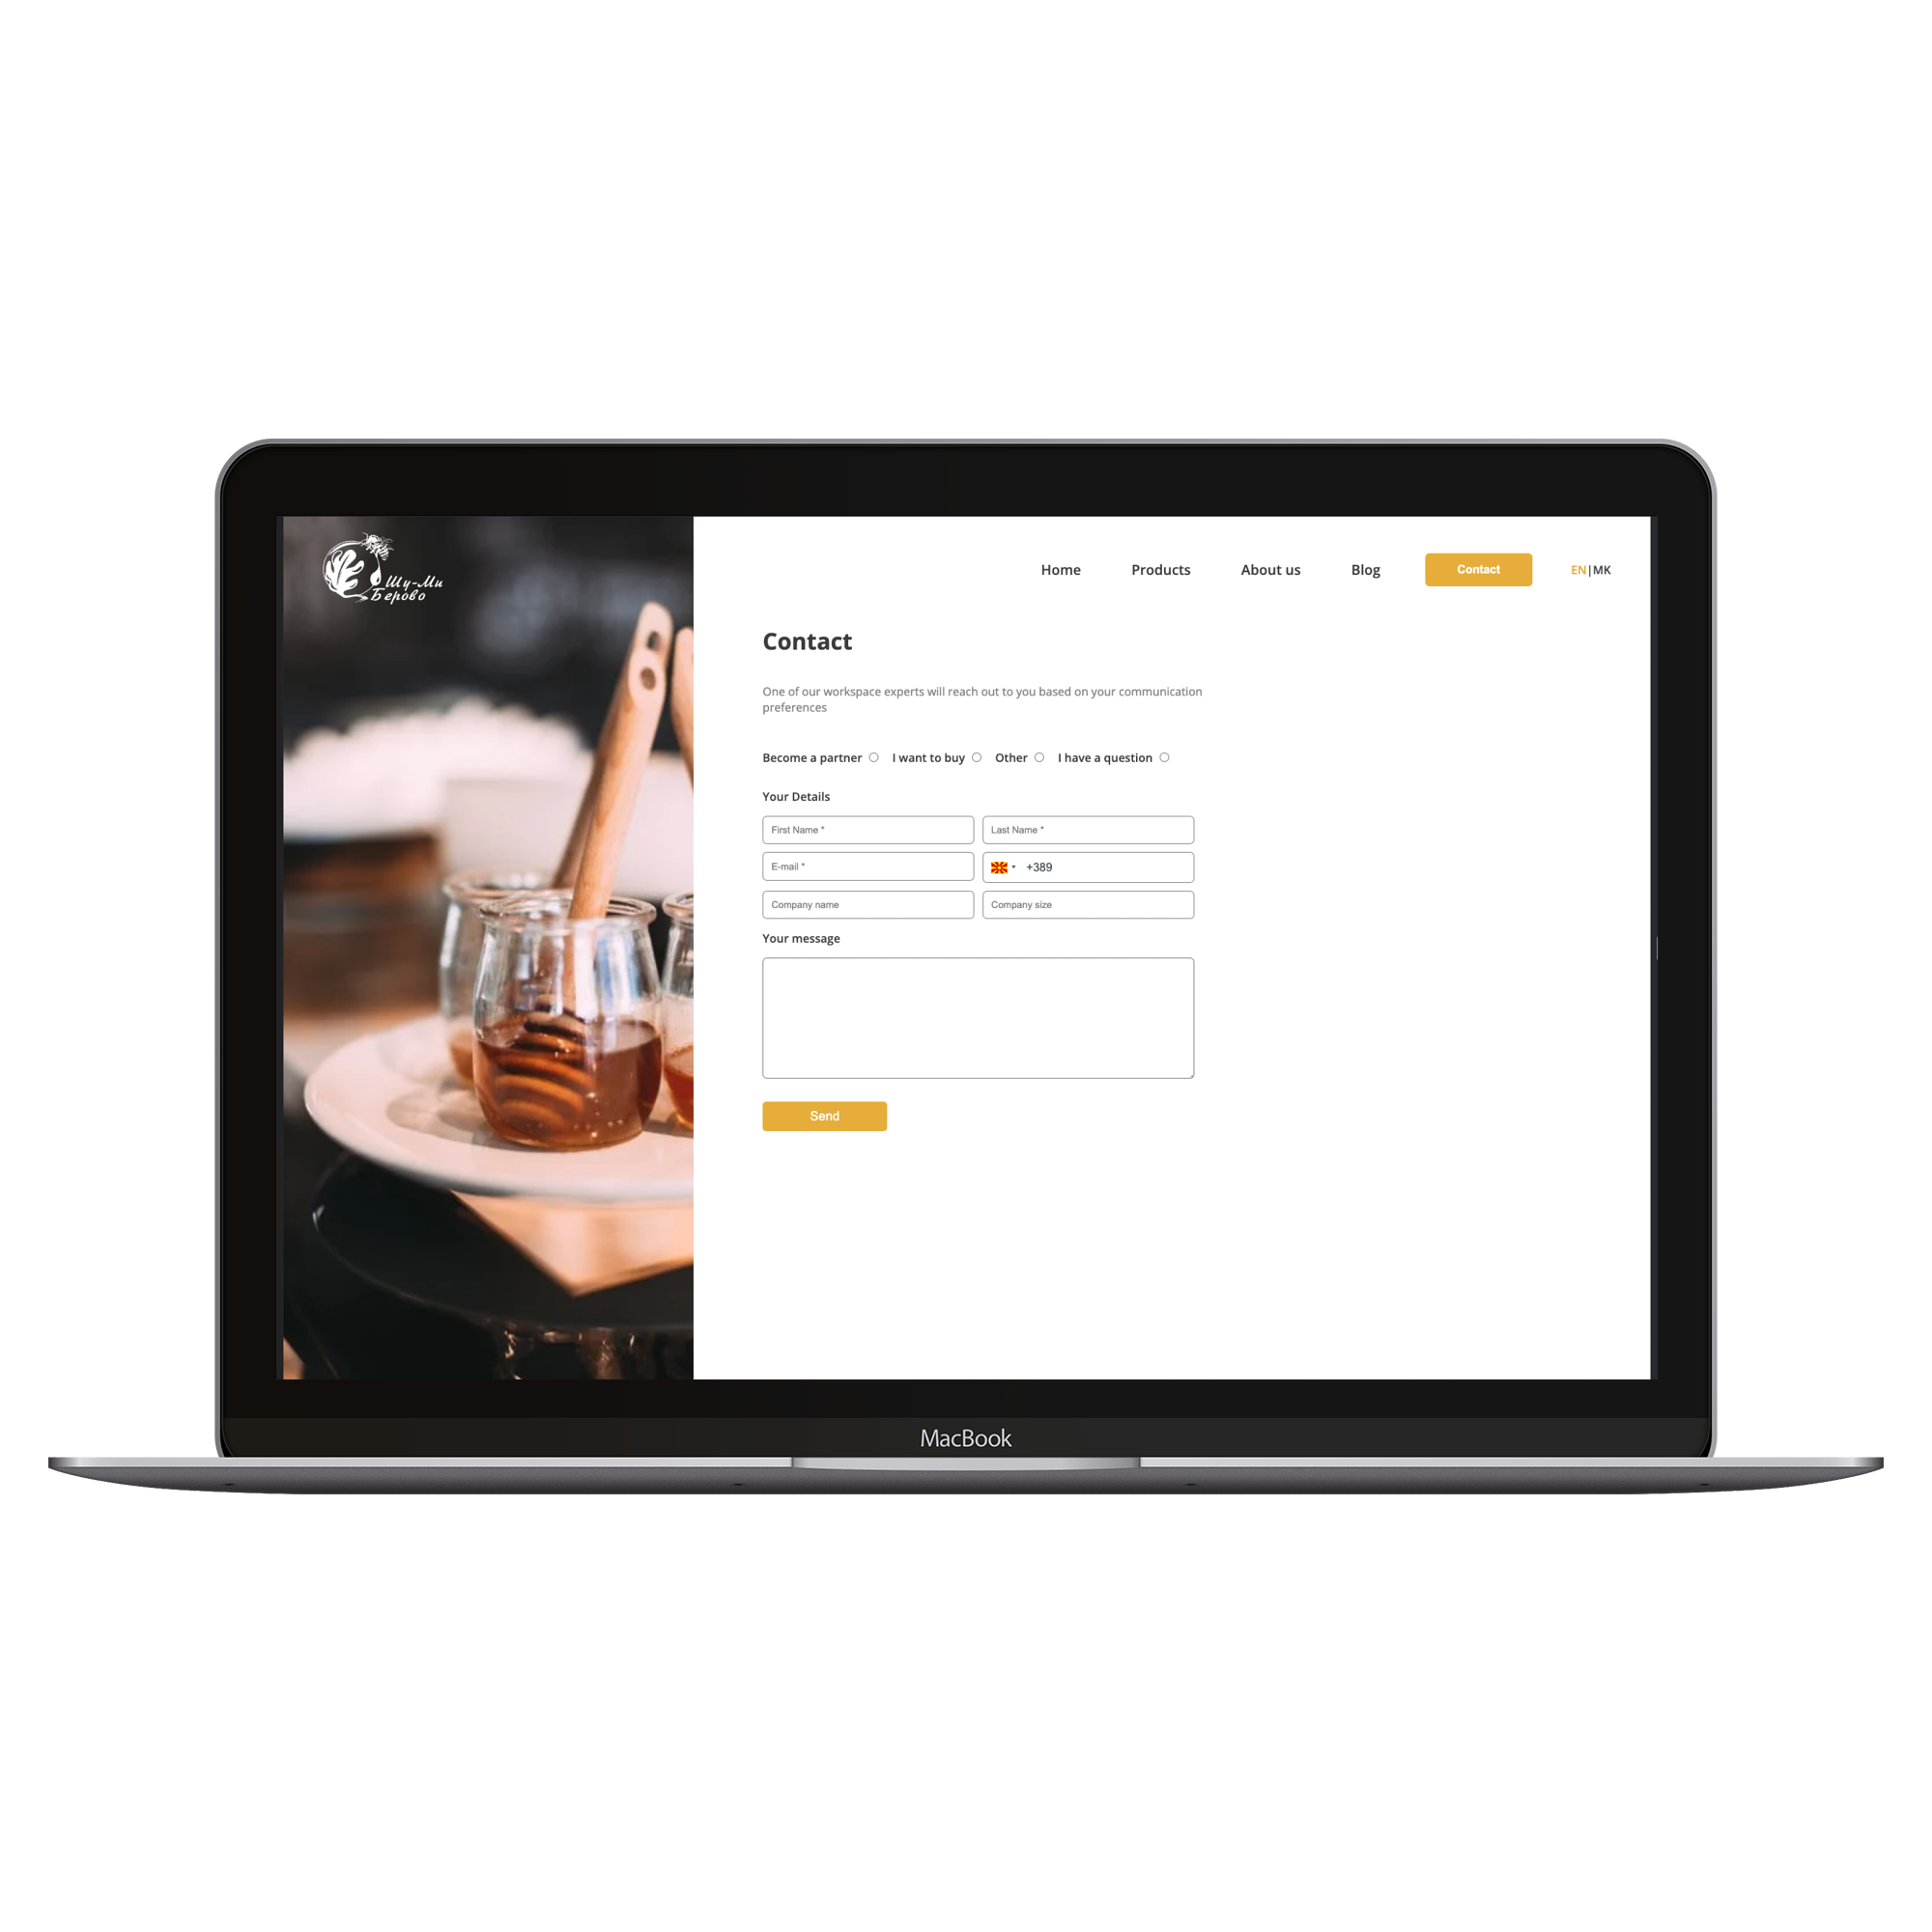 Шу-Ми
Берово
Home
Products
About us
Blog
Contact
EN|MK
Contact
One of our workspace experts will reach out to you based on your communication
preferences
Become a partner
I want to buy
Other
I have a question
Your Details
First Name *
Last Name *
E-mail *
+389
Company name
Company size
Your message
Send
MacBook